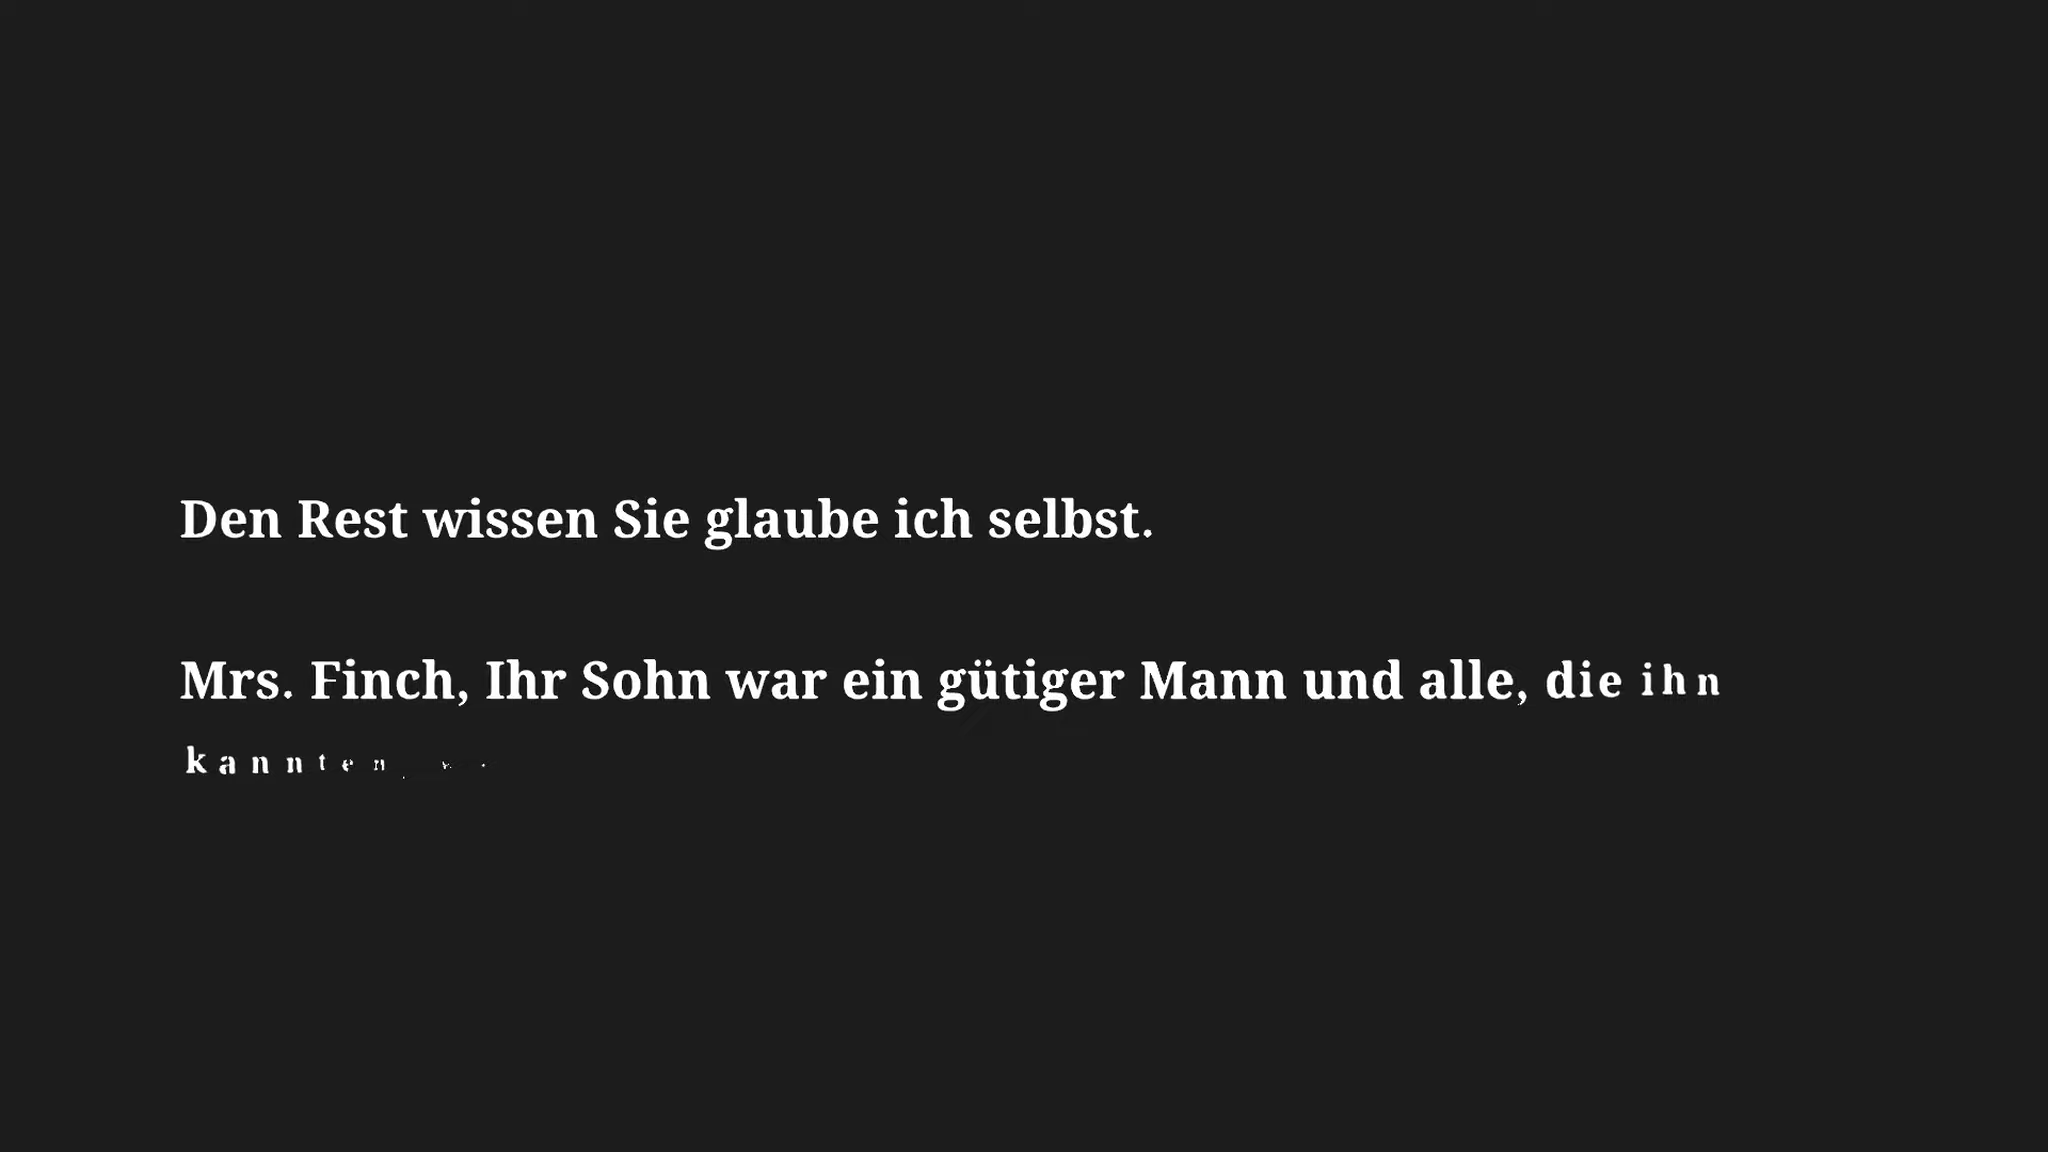 Den Rest wissen Sie glaube ich selbst.
Mrs. Finch, Ihr Sohn war ein gütiger Mann und alle, die ihn
kannten,